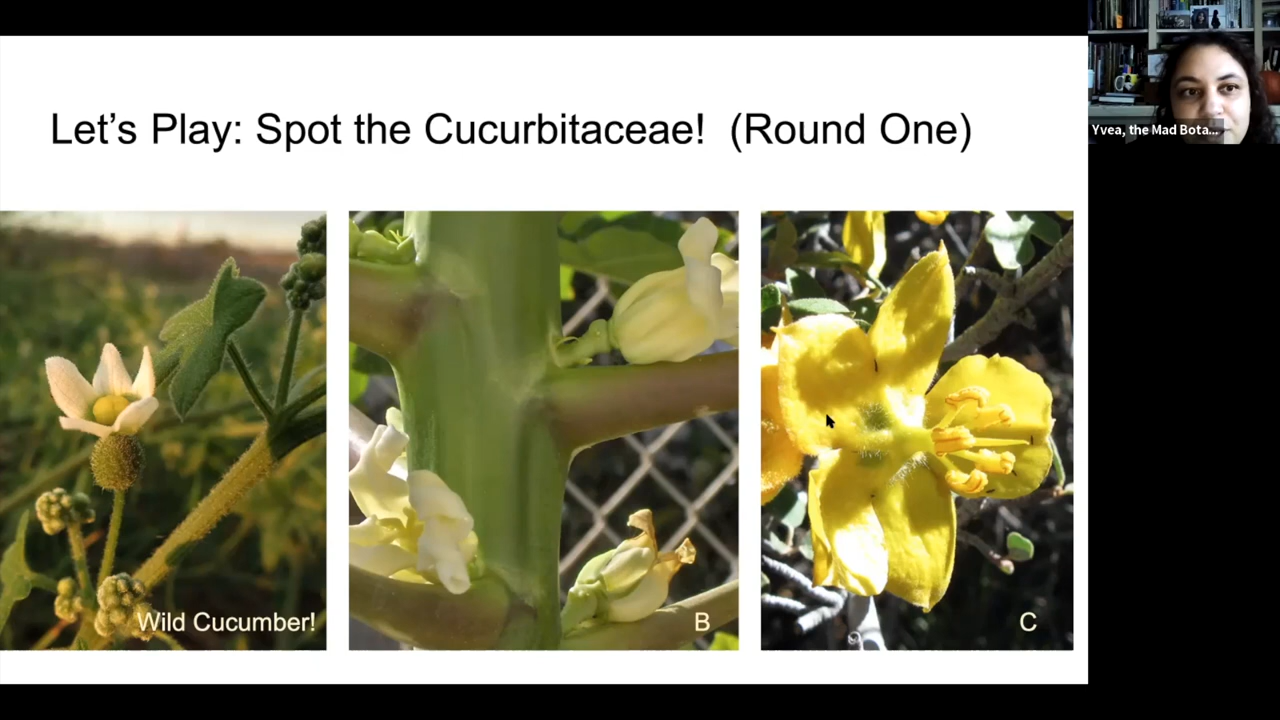 Let's Play: Spot the Cucurbitaceae! (Round One)
Yvea, the Mad Bota...
Wild Cucumber!
B
C